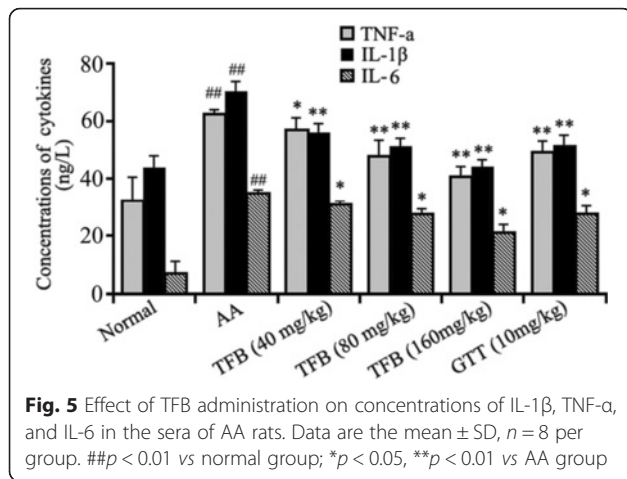 TNF-a
IL-1β
IL-6
Concentrations of cytokines
(ng/L)
80
60
40
20
0
##
##
##
*
**
*
**
**
*
**
**
*
**
**
*
Normal
AA
TFB (40 mg/kg)
TFB (80 mg/kg)
TFB (160mg/kg)
GTT (10mg/kg)
Fig. 5 Effect of TFB administration on concentrations of IL-1β, TNF-α,
and IL-6 in the sera of AA rats. Data are the mean ± SD, n = 8 per
group. ##p < 0.01 vs normal group; *p < 0.05, **p < 0.01 vs AA group